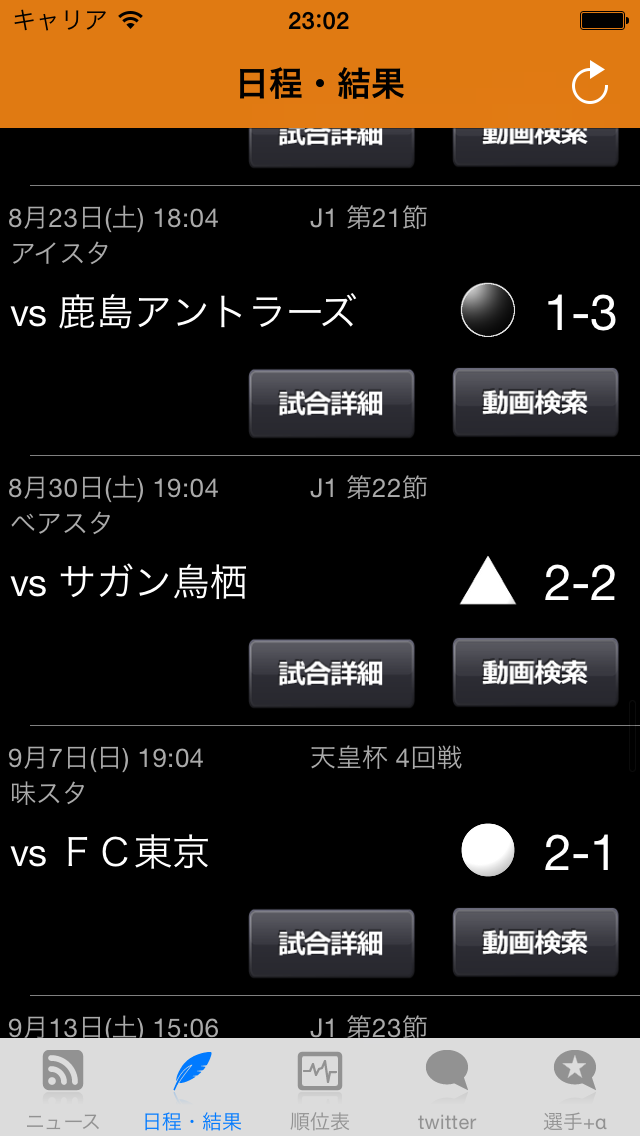 キャリア 23:02
日程・結果
試合詳細 動画検索
8月23日(土) 18:04 J1 第21節
アイスタ
vs 鹿島アントラーズ 1-3
試合詳細 動画検索
8月30日(土) 19:04 J1 第22節
ベアスタ
vs サガン鳥栖 2-2
試合詳細 動画検索
9月7日(日) 19:04 天皇杯 4回戦
味スタ
vs ＦＣ東京 2-1
試合詳細 動画検索
9月13日(土) 15:06 J1 第23節
ニュース 日程・結果 順位表 twitter 選手+α